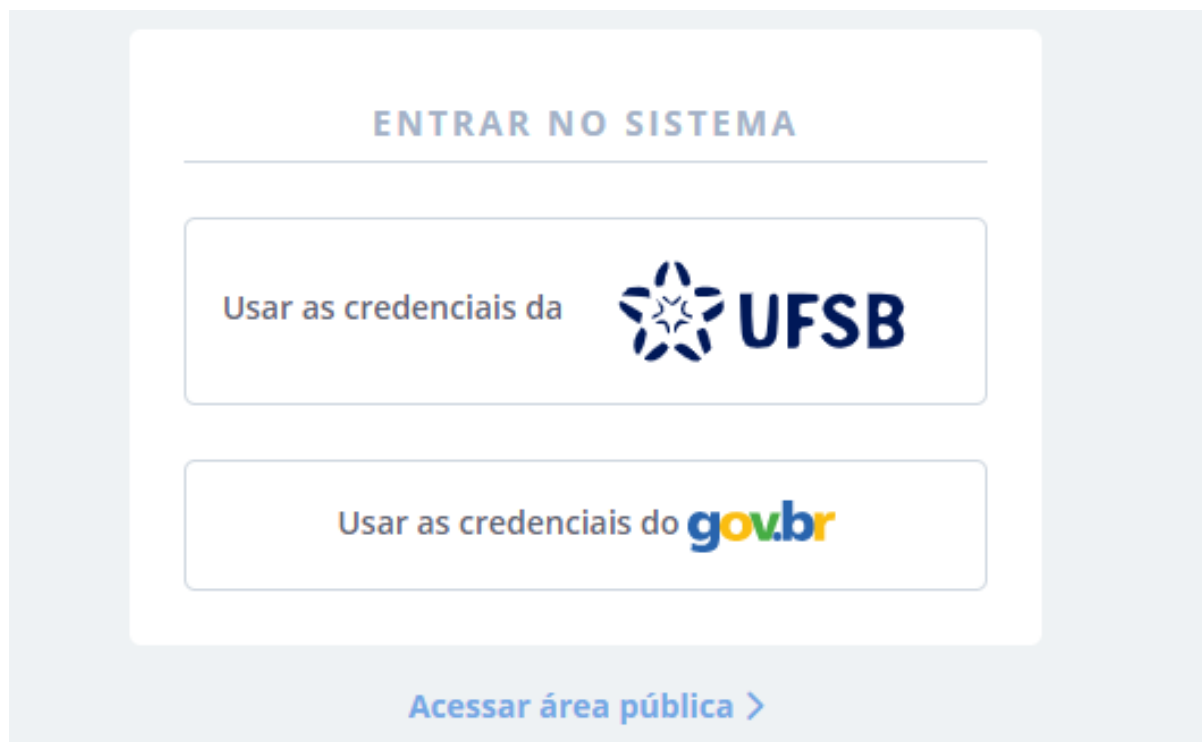 ENTRAR NO SISTEMA
Usar as credenciais da UFSB
Usar as credenciais do gov.br
Acessar área pública >